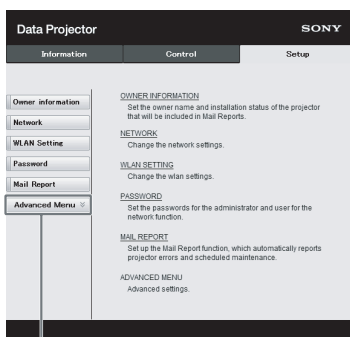 Data Projector
SONY
Information
Control
Setup
Owner information
Network
WLAN Setting
Password
Mail Report
Advanced Menu
OWNER INFORMATION
Set the owner name and installation status of the projector
that will be included in Mail Reports.
NETWORK
Change the network settings.
WLAN SETTING
Change the wlan settings.
PASSWORD
Set the passwords for the administrator and user for the
network function.
MAIL REPORT
Set up the Mail Report function, which automatically reports
projector errors and scheduled maintenance.
ADVANCED MENU
Advanced settings.